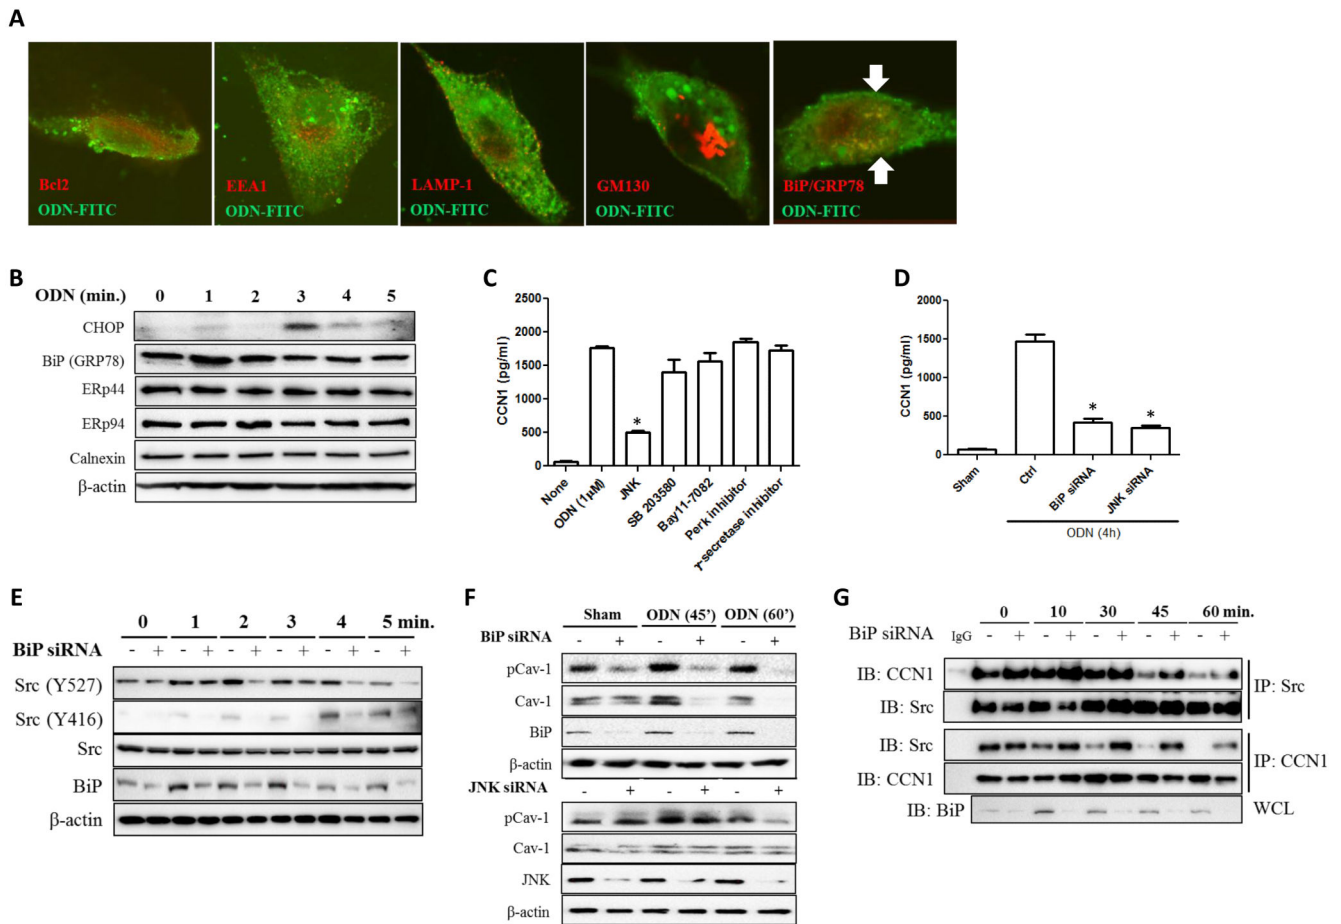 A
Bcl2
ODN-FITC
EEA1
ODN-FITC
LAMP-1
ODN-FITC
GM130
ODN-FITC
BiP/GRP78
ODN-FITC
B
ODN (min.) 0 1 2 3 4 5
CHOP
BiP (GRP78)
ERp44
ERp94
Calnexin
β-actin
C
CCN1 (pg/ml)
2500
2000
1500
1000
500
0
*
None
ODN (1μM)
JNK
SB 203580
Bay11-7082
Perk inhibitor
γ-secretase inhibitor
D
CCN1 (pg/ml)
2000
1500
1000
500
0
* *
Sham
Ctrl
BiP siRNA
JNK siRNA
ODN (4h)
E
0 1 2 3 4 5 min.
BiP siRNA - + - + - + - + - + - +
Src (Y527)
Src (Y416)
Src
BiP
β-actin
F
Sham ODN (45') ODN (60')
BiP siRNA - + - + - +
pCav-1
Cav-1
BiP
β-actin
JNK siRNA - + - + - +
pCav-1
Cav-1
JNK
β-actin
G
0 10 30 45 60 min.
BiP siRNA IgG - + - + - + - + - +
IB: CCN1
IB: Src
IP: Src
IB: Src
IB: CCN1
IP: CCN1
IB: BiP WCL